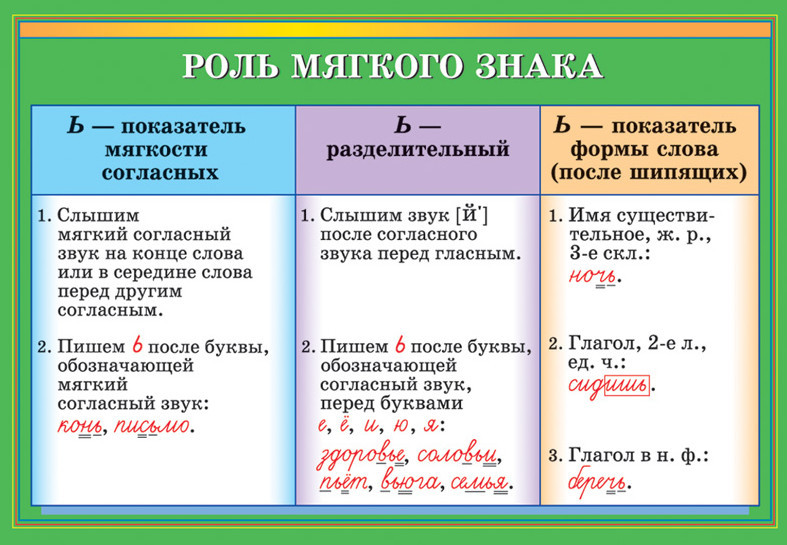 РОЛЬ МЯГКОГО ЗНАКА
Ь — показатель
мягкости
согласных
1. Слышим
мягкий согласный
звук на конце слова
или в середине слова
перед другим
согласным.
2. Пишем ь после буквы,
обозначающей
мягкий
согласный звук:
конь, письмо.
Ь —
разделительный
1. Слышим звук [Й']
после согласного
звука перед гласным.
2. Пишем ь после буквы,
обозначающей
согласный звук,
перед буквами
е, ё, и, ю, я:
здоровье, соловьи,
пьёт, вьюга, семья.
Ь — показатель
формы слова
(после шипящих)
1. Имя существи-
тельное, ж. р.,
3-е скл.:
ночь.
2. Глагол, 2-е л.,
ед. ч.:
сидишь.
3. Глагол в н. ф.:
беречь.